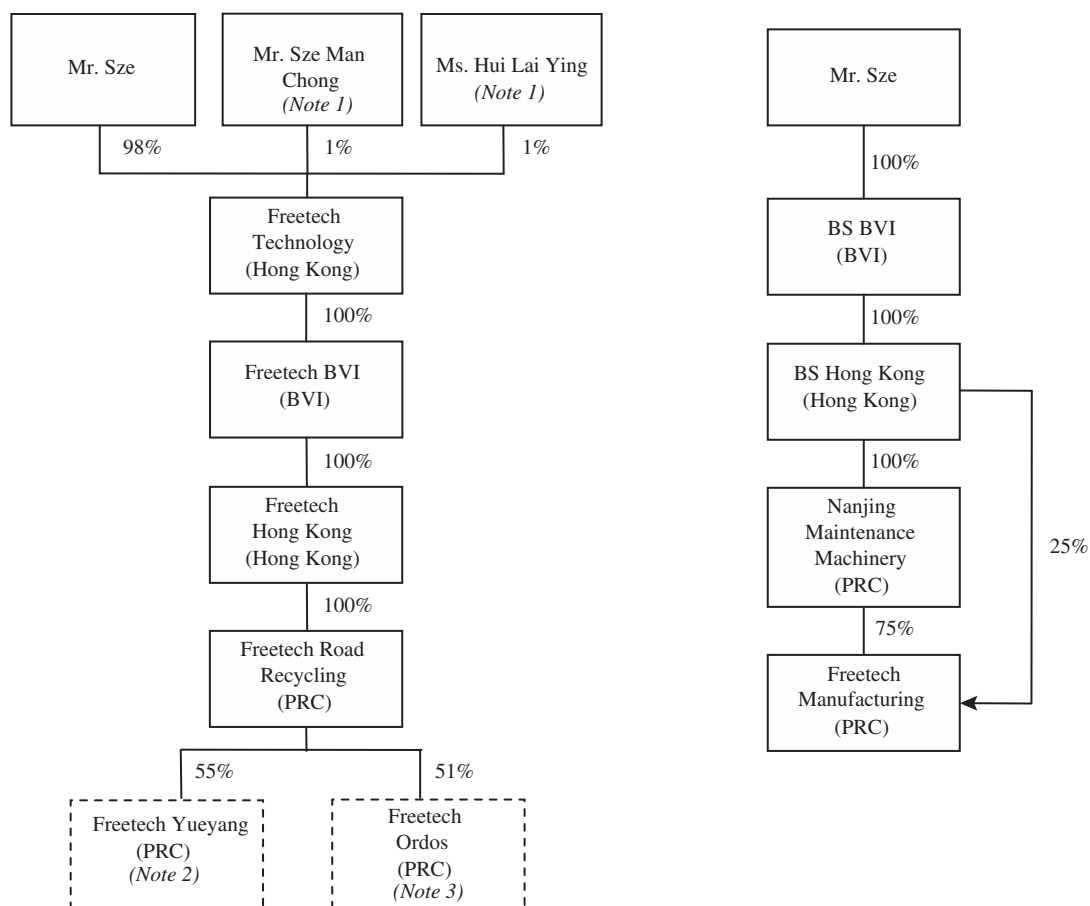 Mr. Sze
Mr. Sze Man
Chong
(Note 1)
Ms. Hui Lai Ying
(Note 1)
98%
1%
1%
Freetech
Technology
(Hong Kong)
100%
Freetech BVI
(BVI)
100%
Freetech
Hong Kong
(Hong Kong)
100%
Freetech Road
Recycling
(PRC)
55%
51%
Freetech Yueyang
(PRC)
(Note 2)
Freetech
Ordos
(PRC)
(Note 3)
Mr. Sze
100%
BS BVI
(BVI)
100%
BS Hong Kong
(Hong Kong)
100%
Nanjing
Maintenance
Machinery
(PRC)
25%
75%
Freetech
Manufacturing
(PRC)